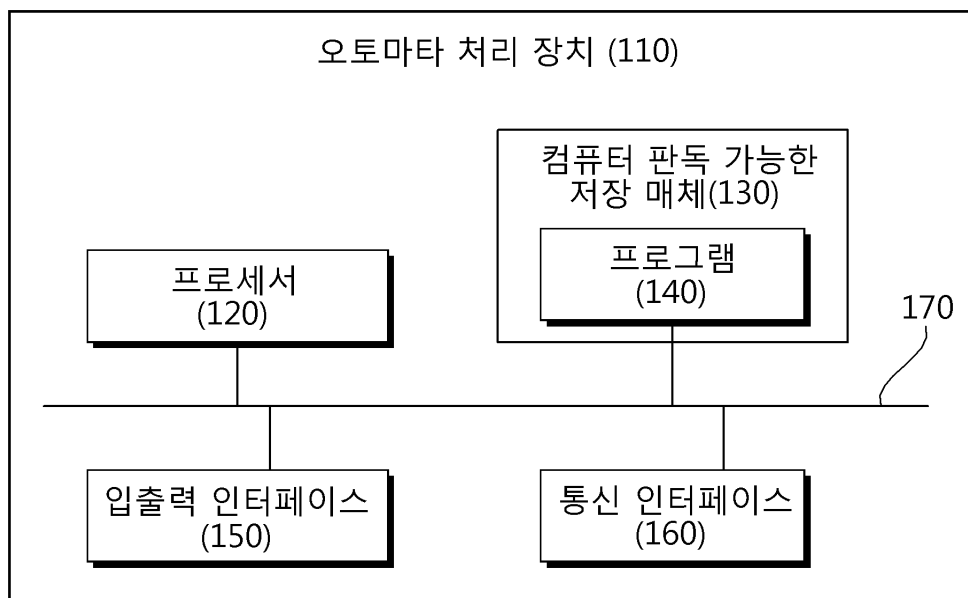 오토마타 처리 장치 (110)
컴퓨터 판독 가능한
저장 매체(130)
프로그램
(140)
프로세서
(120)
170
입출력 인터페이스
(150)
통신 인터페이스
(160)